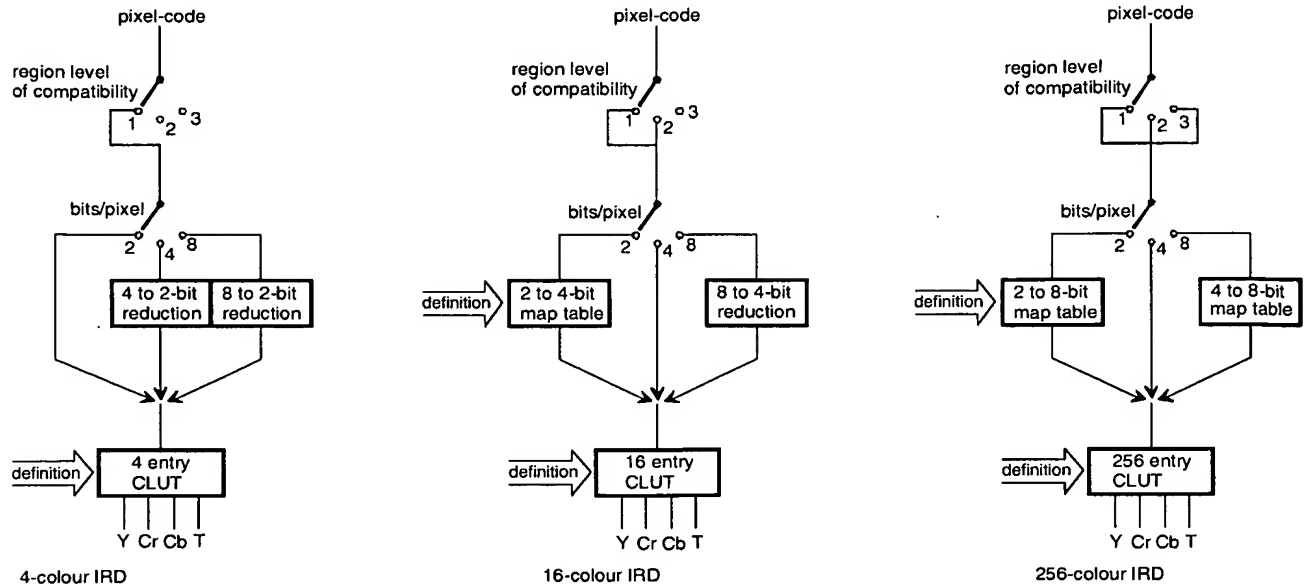 pixel-code
region level
of compatibility
1
2
3
bits/pixel
2
4
8
4 to 2-bit
reduction
8 to 2-bit
reduction
definition
4 entry
CLUT
Y Cr Cb T
4-colour IRD
pixel-code
region level
of compatibility
1
2
3
bits/pixel
2
4
8
definition
2 to 4-bit
map table
8 to 4-bit
reduction
definition
16 entry
CLUT
Y Cr Cb T
16-colour IRD
pixel-code
region level
of compatibility
1
2
3
bits/pixel
2
4
8
definition
2 to 8-bit
map table
4 to 8-bit
map table
definition
256 entry
CLUT
Y Cr Cb T
256-colour IRD